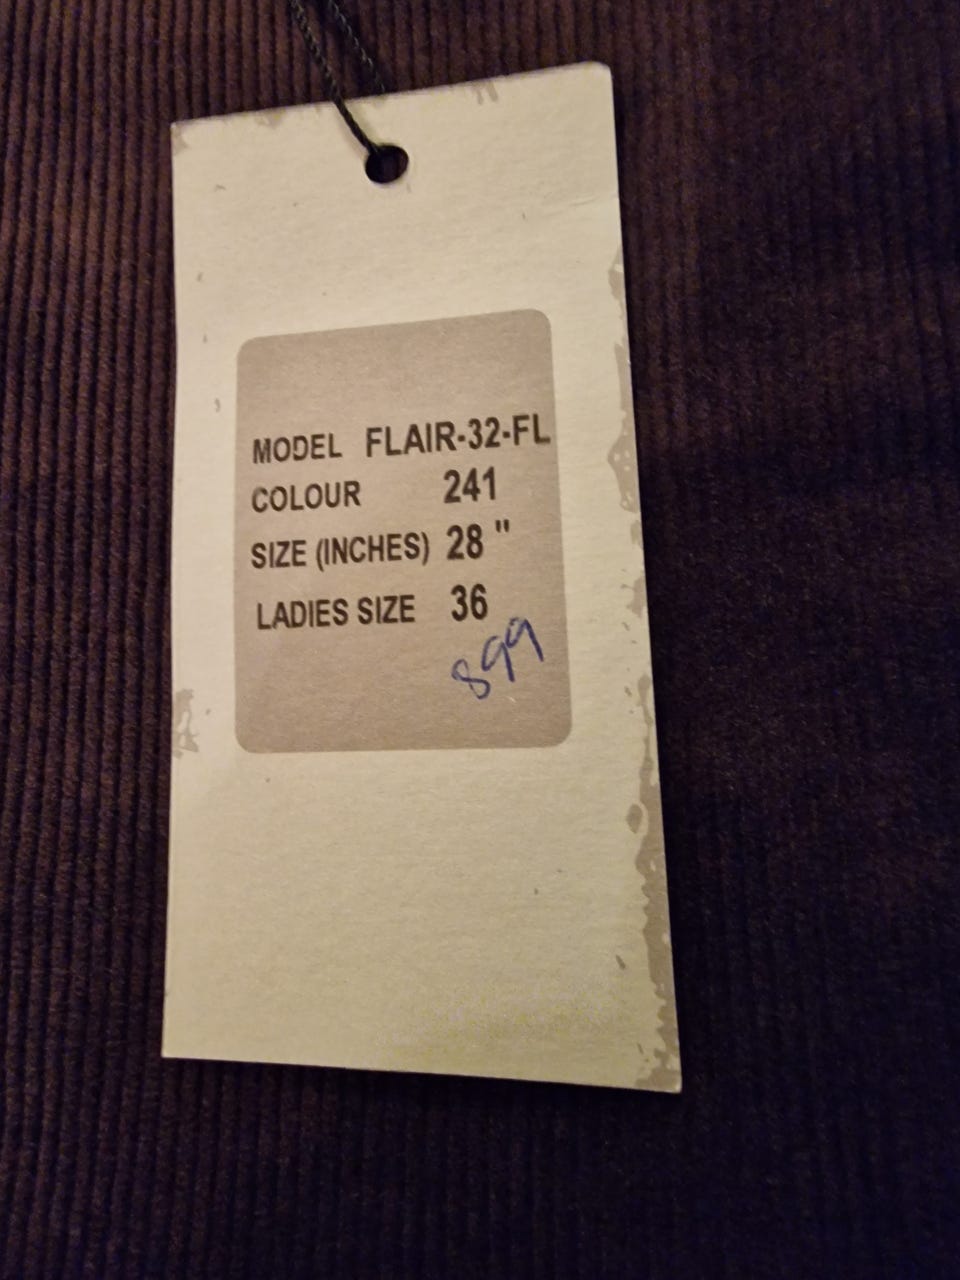 MODEL FLAIR-32-FL
COLOUR 241
SIZE (INCHES) 28 "
LADIES SIZE 36
899